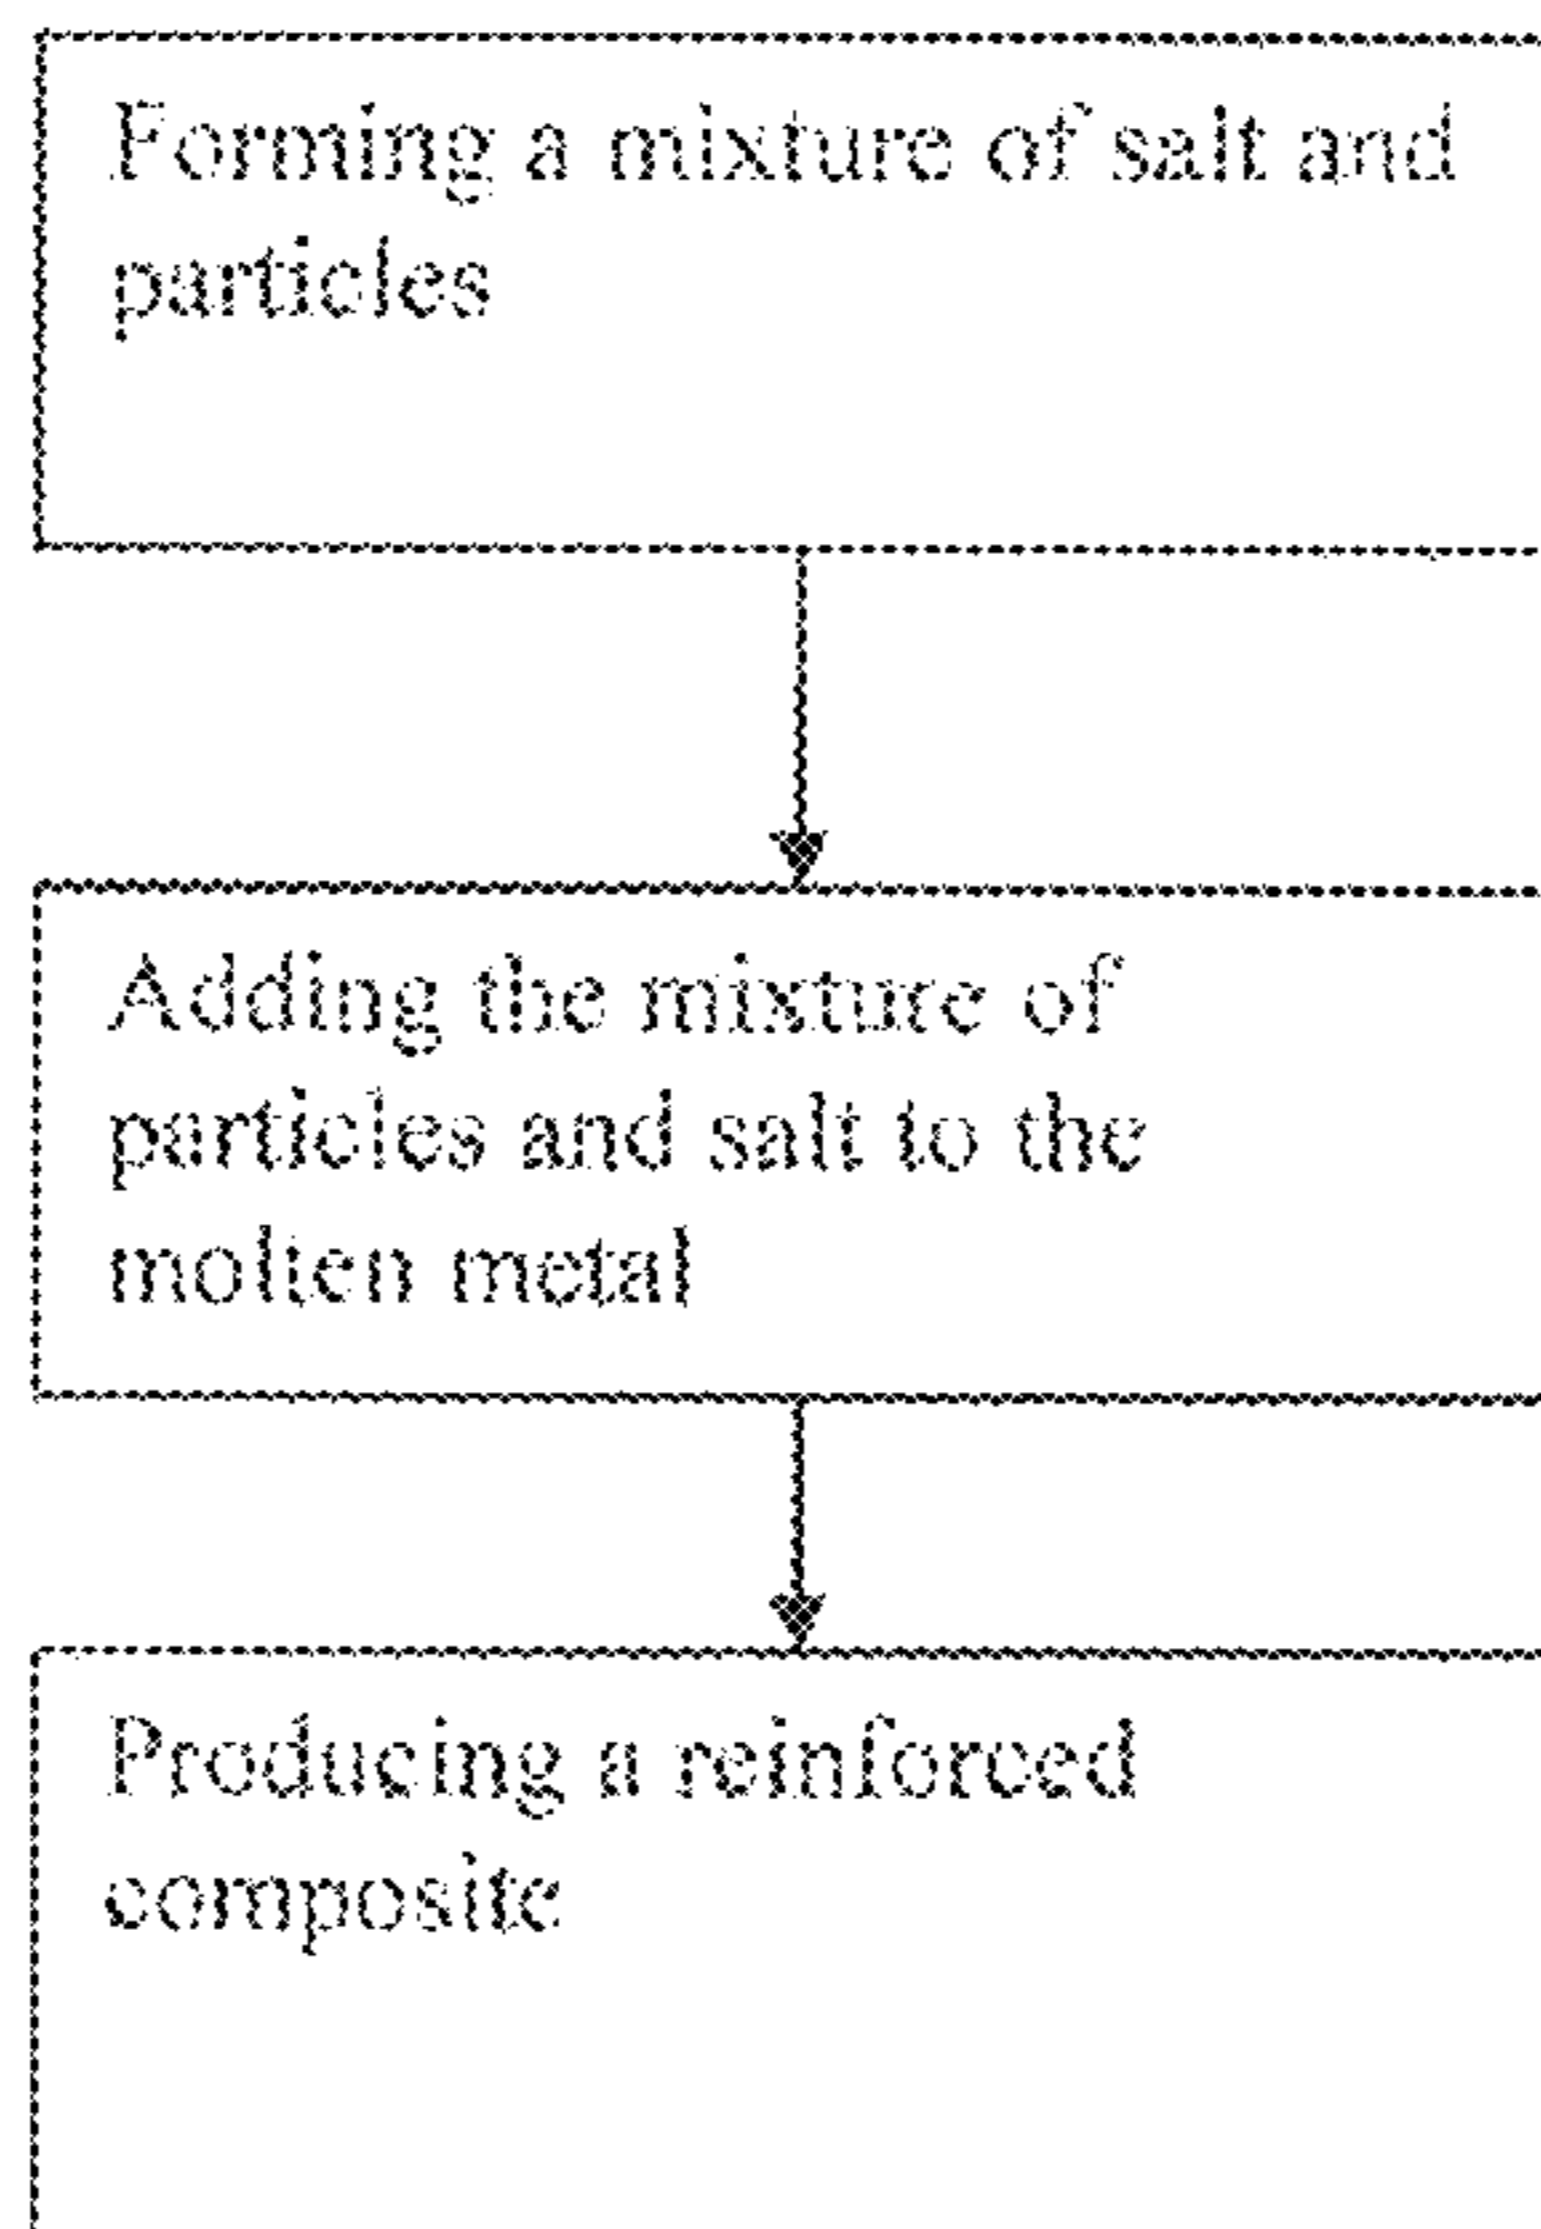 Forming a mixture of salt and
particles
Adding the mixture of
particles and salt to the
molten metal
Producing a reinforced
composite